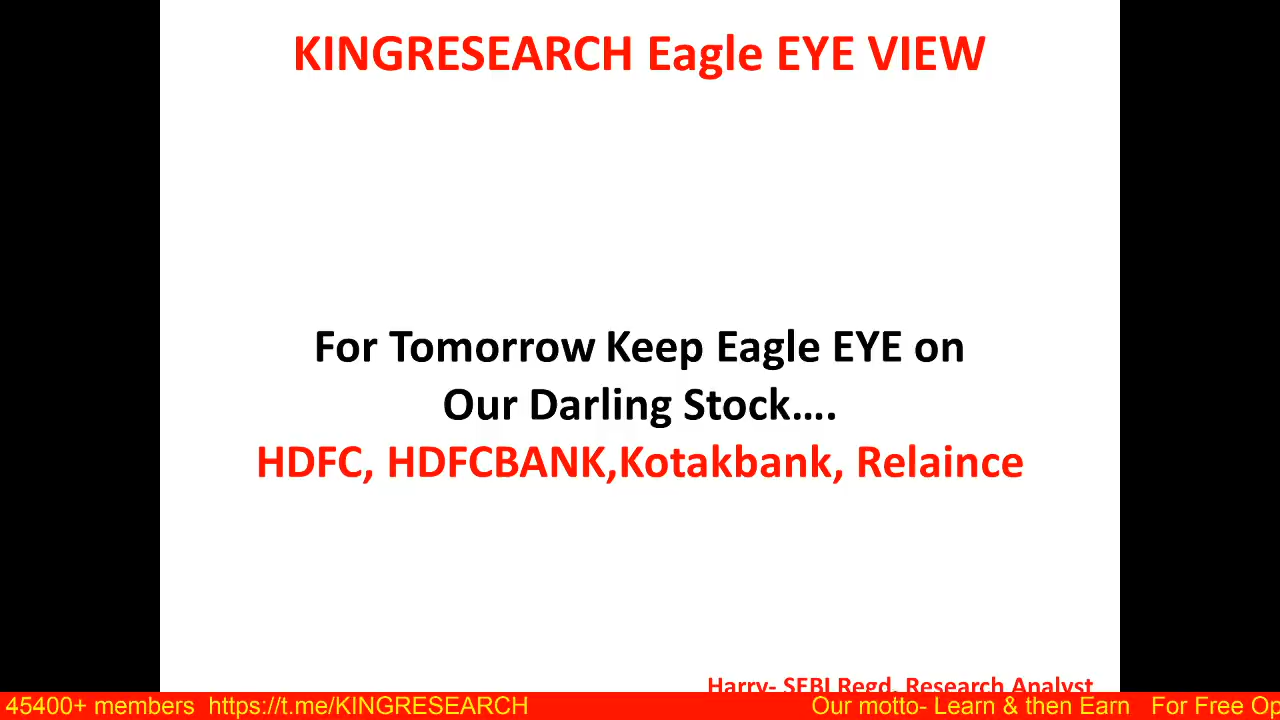 KINGRESEARCH Eagle EYE VIEW
For Tomorrow Keep Eagle EYE on
Our Darling Stock....
HDFC, HDFCBANK,Kotakbank, Relaince
Harry- SEBI Regd. Research Analyst
45400+ members https://t.me/KINGRESEARCH Our motto- Learn & then Earn For Free Op